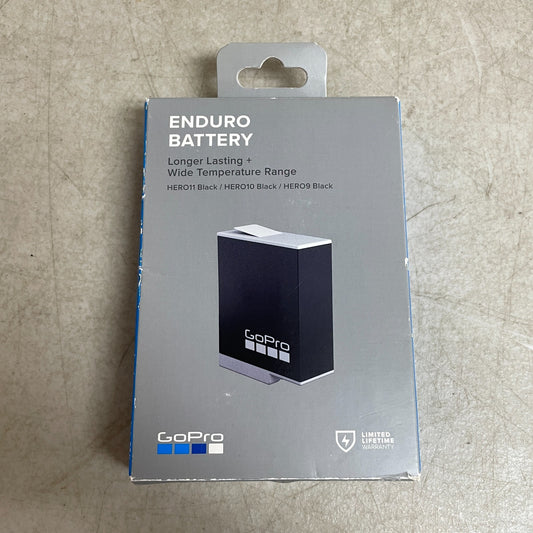 ENDURO
BATTERY
Longer Lasting +
Wide Temperature Range
HERO11 Black / HERO10 Black / HERO9 Black
GoPro
GoPro
LIMITED
LIFETIME
WARRANTY